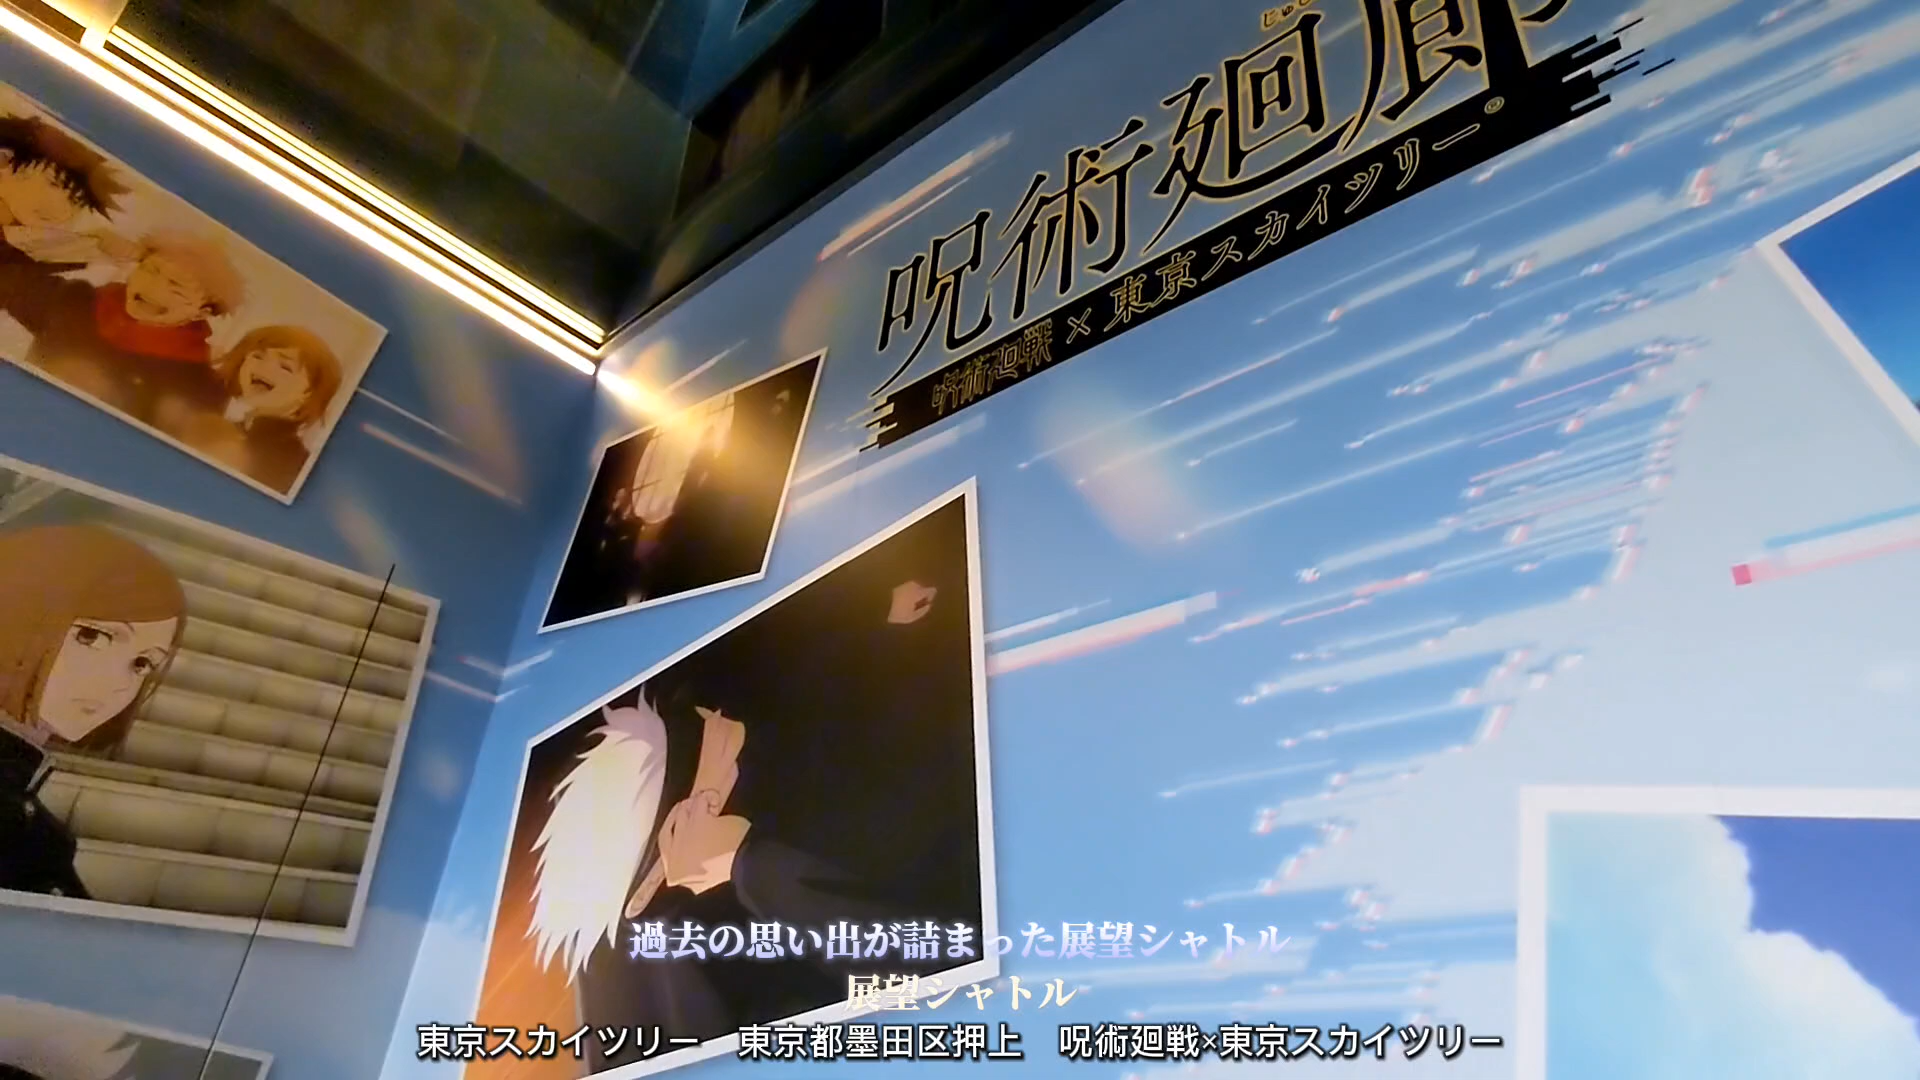 呪術廻廊
呪術廻戦×東京スカイツリー®
過去の思い出が詰まった展望シャトル
展望シャトル
東京スカイツリー　東京都墨田区押上　呪術廻戦×東京スカイツリー